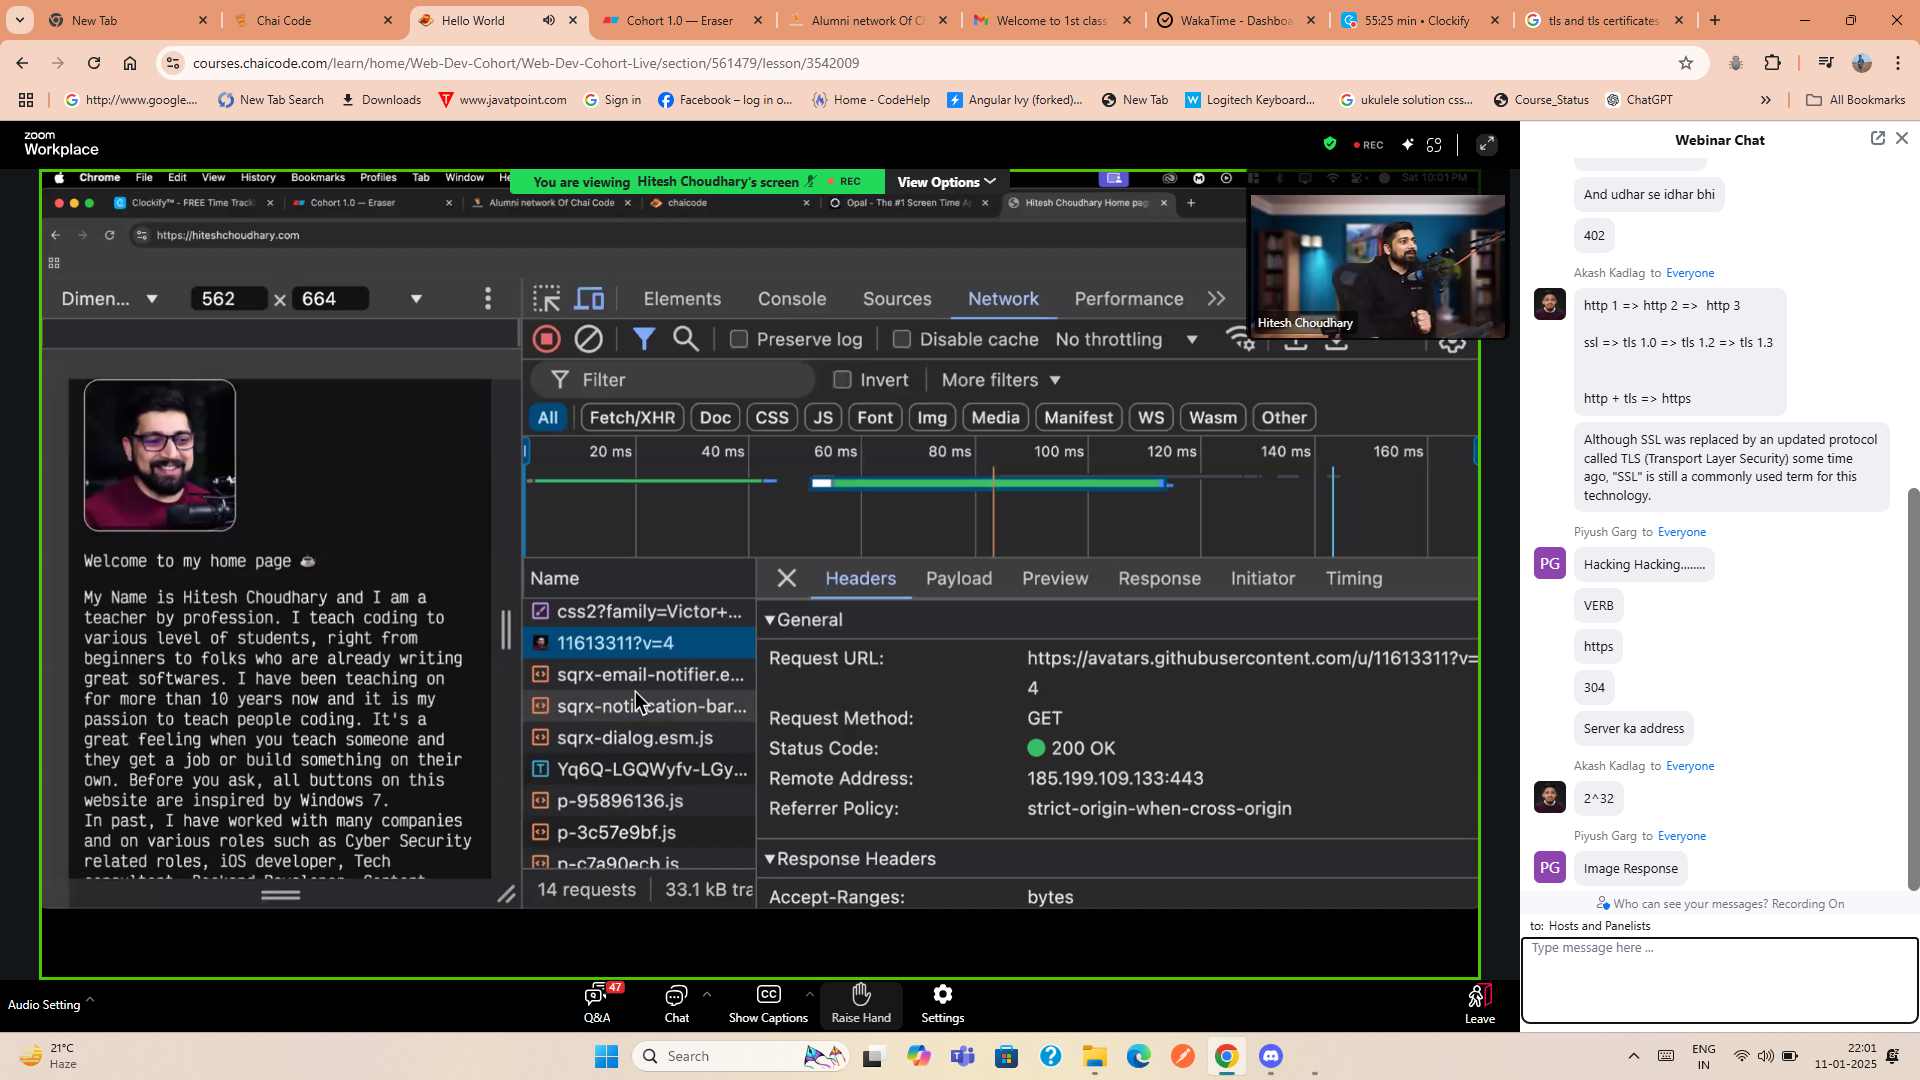 New Tab
Chai Code
Hello World
Cohort 1.0 — Eraser
Alumni network Of C
Welcome to 1st class
WakaTime - Dashboa
55:25 min • Clockify
tls and tls certificates
courses.chaicode.com/learn/home/Web-Dev-Cohort/Web-Dev-Cohort-Live/section/561479/lesson/3542009
http://www.google....
New Tab Search
Downloads
www.javatpoint.com
Sign in
Facebook – log in o...
Home - CodeHelp
Angular Ivy (forked)...
New Tab
Logitech Keyboard...
ukulele solution css...
Course_Status
ChatGPT
All Bookmarks
zoom
Workplace
REC
Chrome File Edit View History Bookmarks Profiles Tab Window He
You are viewing Hitesh Choudhary's screen
REC
View Options
Sat 10:01 PM
Clockify™ - FREE Time Track
Cohort 1.0 — Eraser
Alumni network Of Chai Code
chaicode
Opal - The #1 Screen Time A
Hitesh Choudhary Home pag
https://hiteshchoudhary.com
Dimen... 562 × 664
Elements Console Sources Network Performance
Preserve log
Disable cache
No throttling
Filter
Invert
More filters
All Fetch/XHR Doc CSS JS Font Img Media Manifest WS Wasm Other
20 ms 40 ms 60 ms 80 ms 100 ms 120 ms 140 ms 160 ms
Hitesh Choudhary
Welcome to my home page
My Name is Hitesh Choudhary and I am a
teacher by profession. I teach coding to
various level of students, right from
beginners to folks who are already writing
great softwares. I have been teaching on
for more than 10 years now and it is my
passion to teach people coding. It's a
great feeling when you teach someone and
they get a job or build something on their
own. Before you ask, all buttons on this
website are inspired by Windows 7.
In past, I have worked with many companies
and on various roles such as Cyber Security
related roles, iOS developer, Tech
Name
css2?family=Victor+...
11613311?v=4
sqrx-email-notifier.e...
sqrx-notification-bar...
sqrx-dialog.esm.js
Yq6Q-LGQWyfv-LGy...
p-95896136.js
p-3c57e9bf.js
p-c7a90ecb.js
14 requests
33.1 kB tra
Headers Payload Preview Response Initiator Timing
General
Request URL: https://avatars.githubusercontent.com/u/11613311?v=
4
Request Method: GET
Status Code: 200 OK
Remote Address: 185.199.109.133:443
Referrer Policy: strict-origin-when-cross-origin
Response Headers
Accept-Ranges: bytes
Audio Setting
47
Q&A
Chat
CC
Show Captions
Raise Hand
Settings
Leave
Webinar Chat
And udhar se idhar bhi
402
Akash Kadlag to Everyone
http 1 => http 2 => http 3
ssl => tls 1.0 => tls 1.2 => tls 1.3
http + tls => https
Although SSL was replaced by an updated protocol
called TLS (Transport Layer Security) some time
ago, "SSL" is still a commonly used term for this
technology.
Piyush Garg to Everyone
PG
Hacking Hacking........
VERB
https
304
Server ka address
Akash Kadlag to Everyone
2^32
Piyush Garg to Everyone
PG
Image Response
Who can see your messages? Recording On
to: Hosts and Panelists
Type message here ...
21°C
Haze
Search
ENG
IN
22:01
11-01-2025